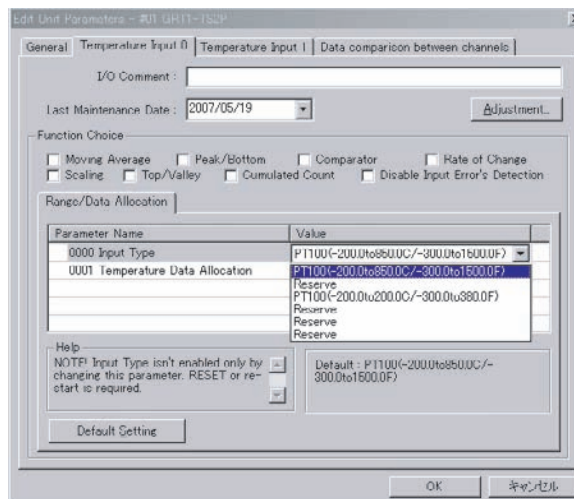 Edit Unit Parameters - #01 GRT1-TS2P
General Temperature Input 0 Temperature Input 1 Data comparison between channels
I/O Comment :
Last Maintenance Date : 2007/05/19 Adjustment...
Function Choice
Moving Average Peak/Bottom Comparator Rate of Change
Scaling Top/Valley Cumulated Count Disable Input Error's Detection
Range/Data Allocation
Parameter Name Value
0000 Input Type PT100(-200.0to850.0C/-300.0to1500.0F)
0001 Temperature Data Allocation PT100(-200.0to850.0C/-300.0to1500.0F)
Reserve
PT100(-200.0to200.0C/-300.0to380.0F)
Reserve
Reserve
Reserve
Help
NOTE! Input Type isn't enabled only by
changing this parameter. RESET or re-
start is required.
Default : PT100(-200.0to850.0C/-
300.0to1500.0F)
Default Setting
OK キャンセル